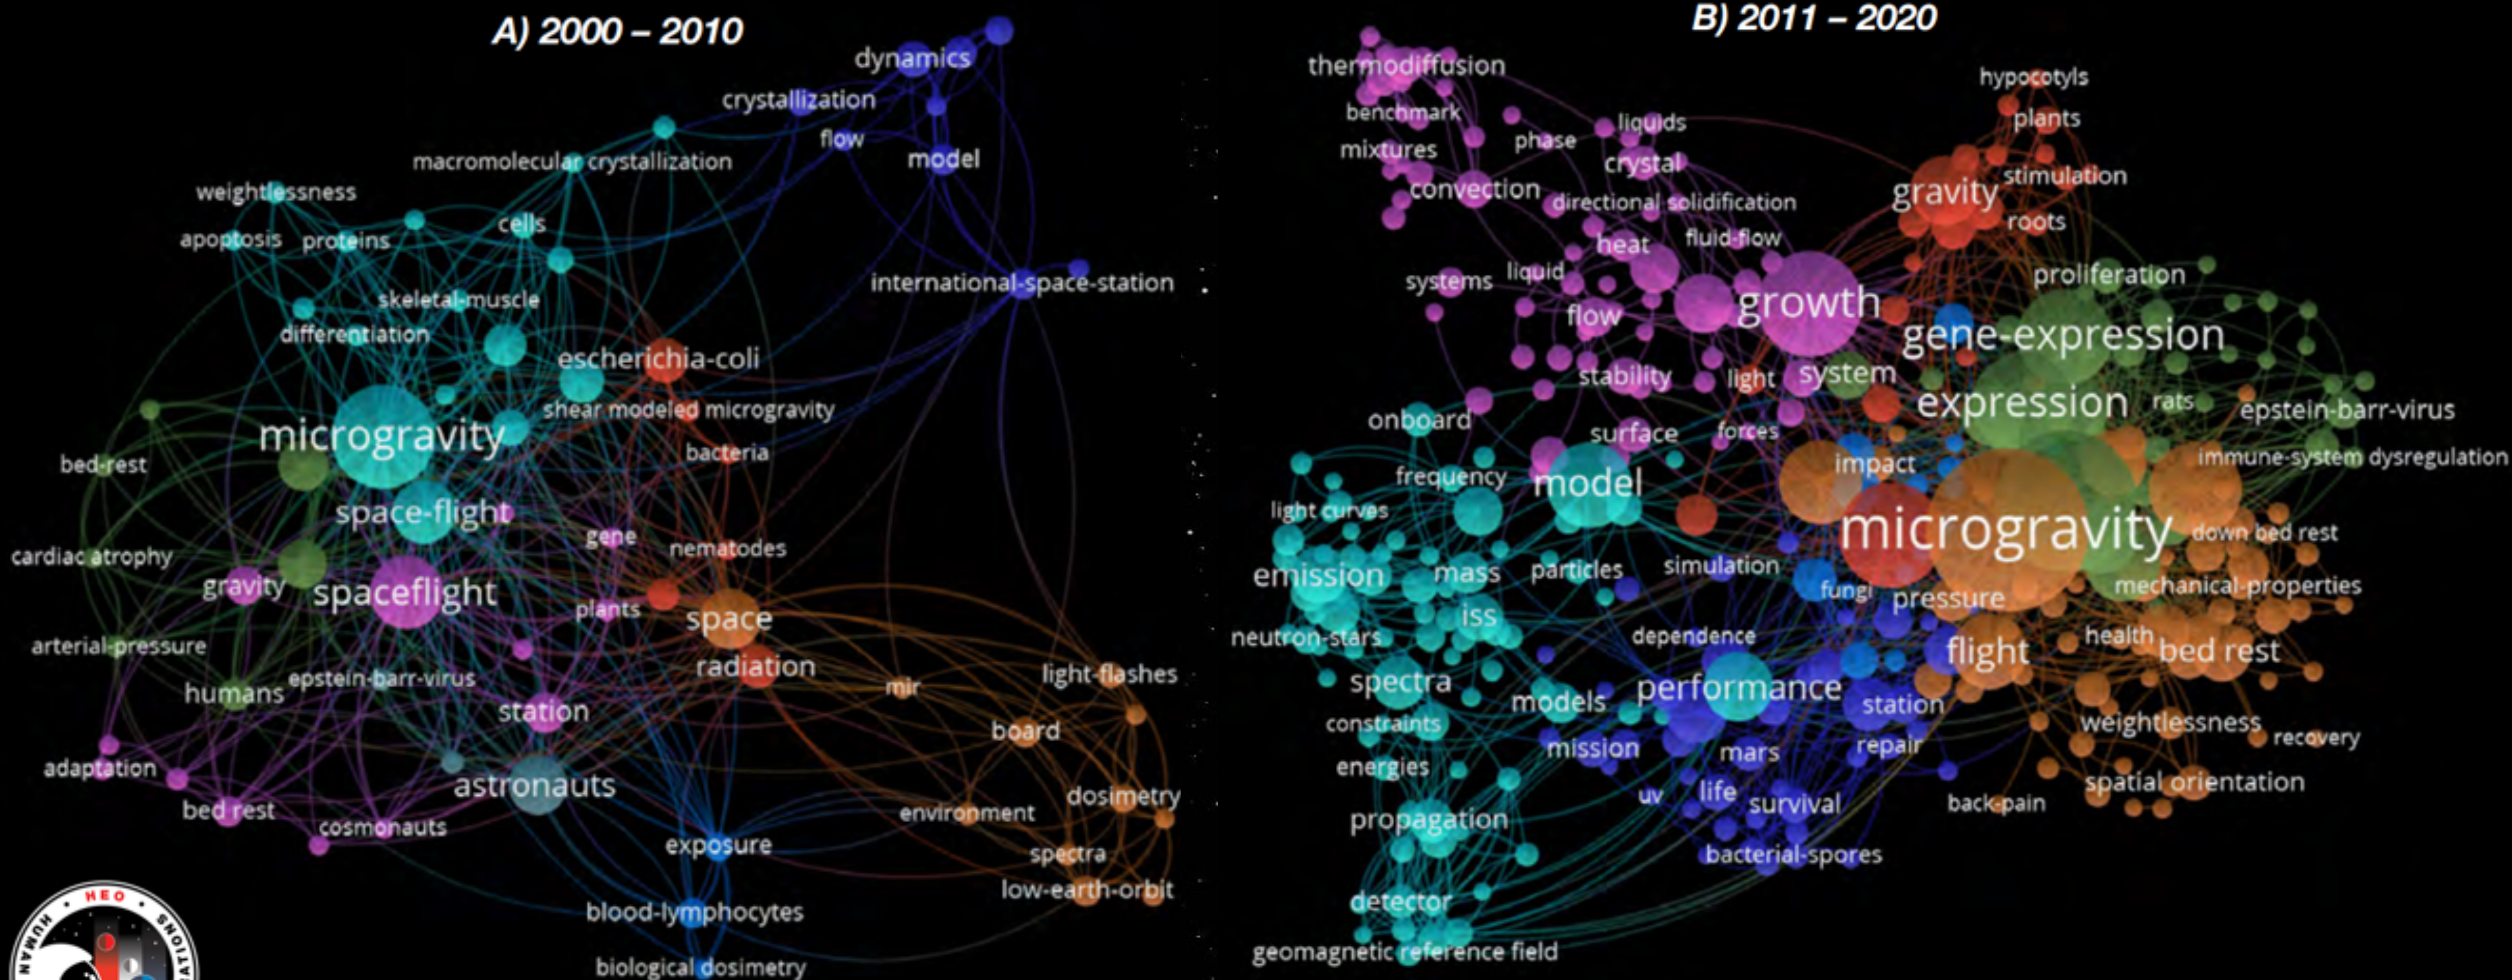 A) 2000 – 2010
dynamics
crystallization
flow
model
macromolecular crystallization
weightlessness
cells
apoptosis
proteins
international-space-station
skeletal-muscle
differentiation
escherichia-coli
shear modeled microgravity
microgravity
bacteria
bed-rest
space-flight
gene
nematodes
cardiac atrophy
gravity
spaceflight
plants
space
arterial-pressure
radiation
humans
epstein-barr-virus
mir
light-flashes
station
board
adaptation
astronauts
dosimetry
bed rest
cosmonauts
environment
exposure
spectra
low-earth-orbit
blood-lymphocytes
biological dosimetry
HEO
HUMAN
B) 2011 – 2020
thermodiffusion
hypocotyls
benchmark
liquids
plants
mixtures
phase
crystal
stimulation
convection
directional solidification
gravity
roots
heat
fluid-flow
systems
liquid
proliferation
flow
growth
gene-expression
stability
light
system
expression
rats
onboard
epstein-barr-virus
surface
forces
immune-system dysregulation
frequency
model
impact
light curves
microgravity
down bed rest
emission
mass
particles
simulation
fungi
mechanical-properties
pressure
iss
neutron-stars
dependence
health
flight
bed rest
spectra
performance
models
station
constraints
weightlessness
recovery
mission
mars
repair
energies
spatial orientation
uv
life
survival
back-pain
propagation
bacterial-spores
detector
geomagnetic reference field